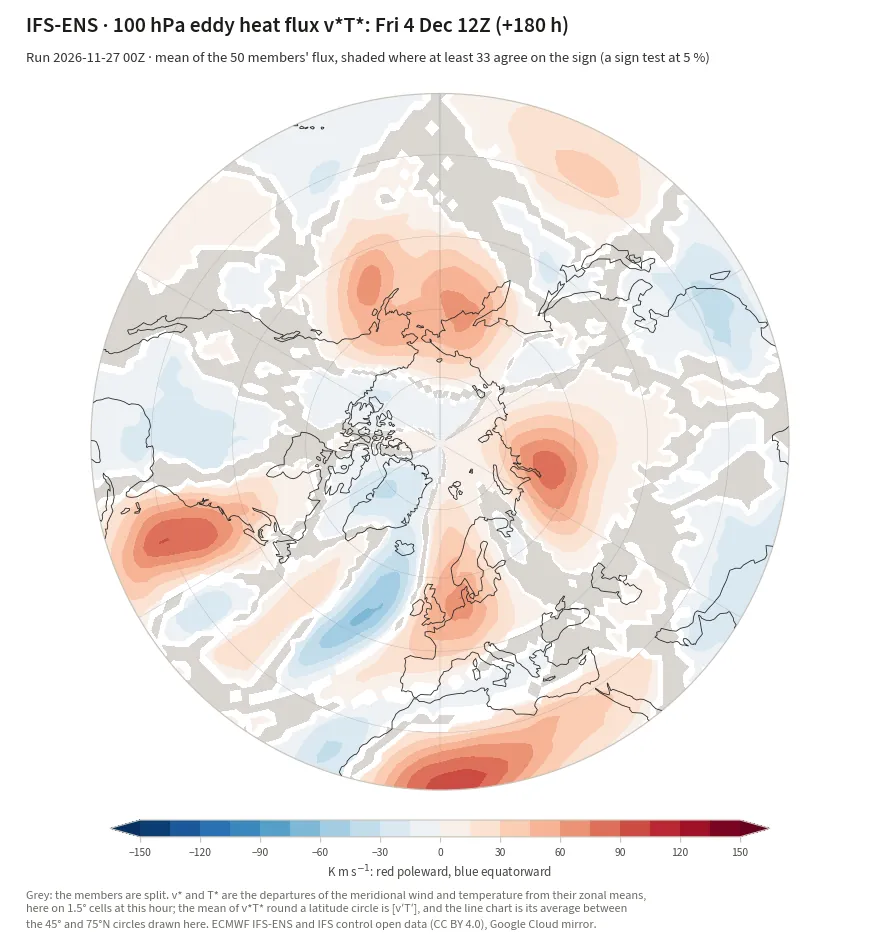 IFS-ENS · 100 hPa eddy heat flux v*T*: Fri 4 Dec 12Z (+180 h)
Run 2026-11-27 00Z · mean of the 50 members' flux, shaded where at least 33 agree on the sign (a sign test at 5 %)
−150 −120 −90 −60 −30 0 30 60 90 120 150
K m s⁻¹: red poleward, blue equatorward
Grey: the members are split. v* and T* are the departures of the meridional wind and temperature from their zonal means,
here on 1.5° cells at this hour; the mean of v*T* round a latitude circle is [v′T′], and the line chart is its average between
the 45° and 75°N circles drawn here. ECMWF IFS-ENS and IFS control open data (CC BY 4.0), Google Cloud mirror.